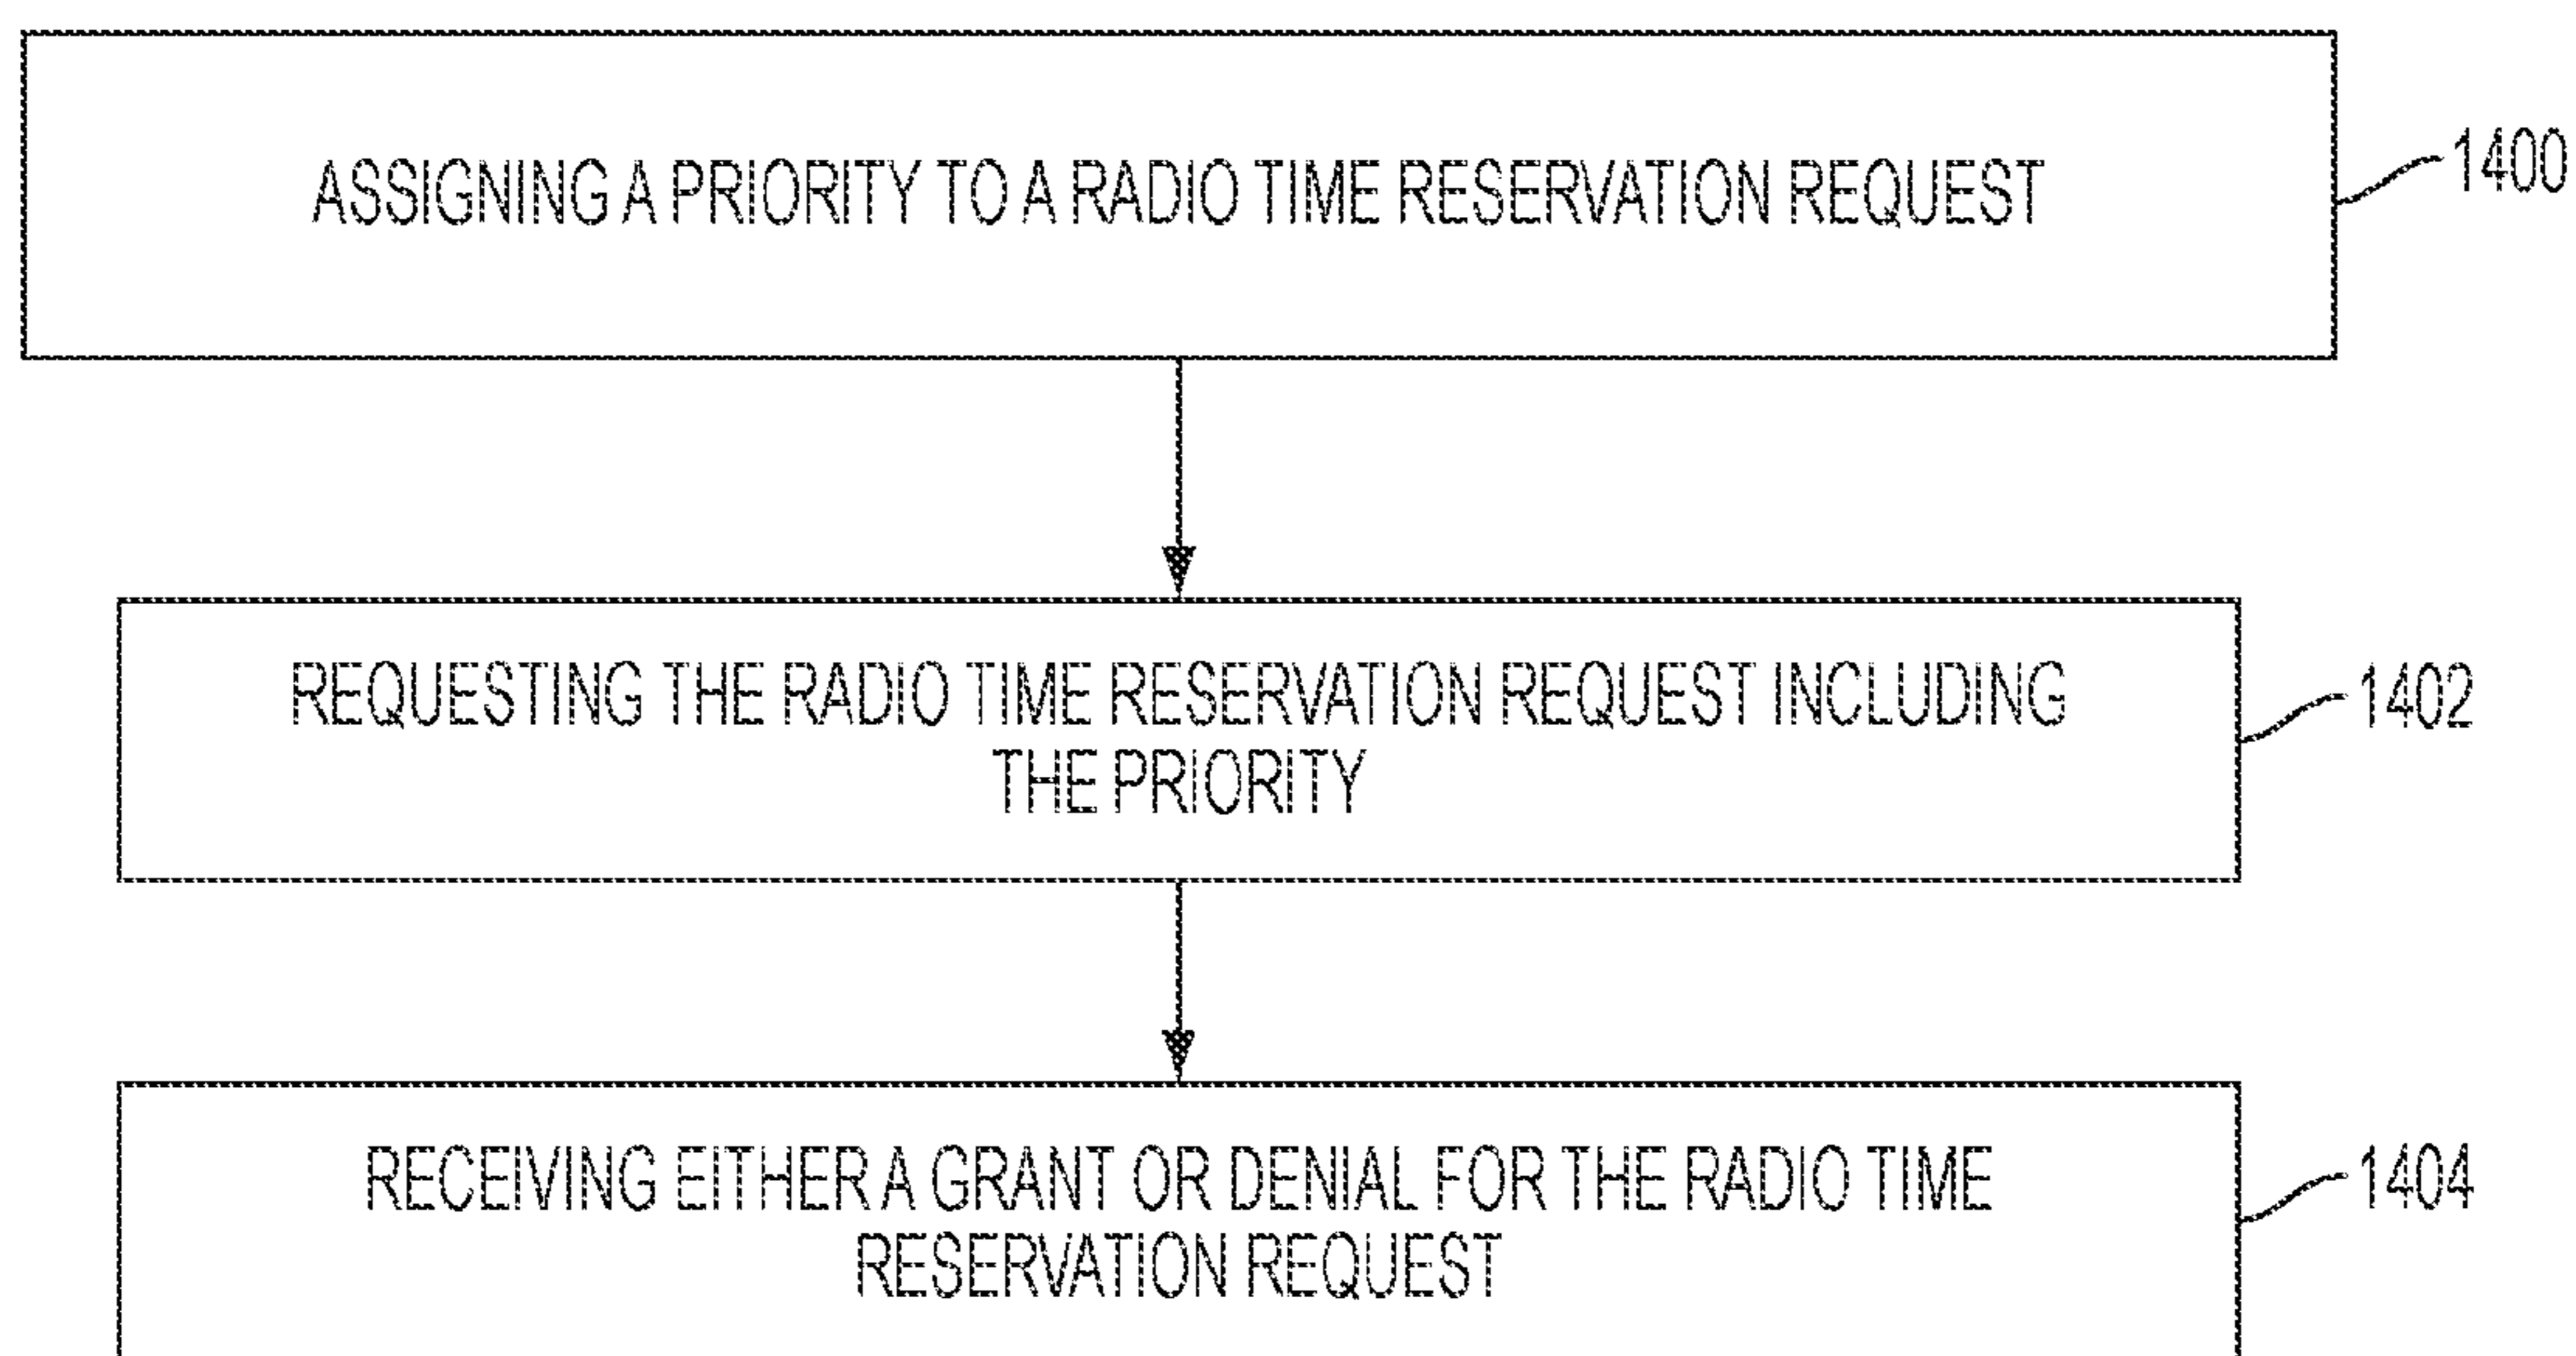 ASSIGNING A PRIORITY TO A RADIO TIME RESERVATION REQUEST
1400
REQUESTING THE RADIO TIME RESERVATION REQUEST INCLUDING
THE PRIORITY
1402
RECEIVING EITHER A GRANT OR DENIAL FOR THE RADIO TIME
RESERVATION REQUEST
1404